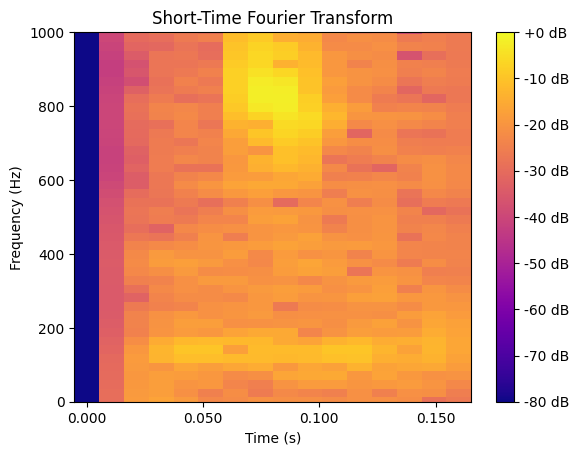 Short-Time Fourier Transform
1000
800
600
400
200
0
Frequency (Hz)
0.000
0.050
0.100
0.150
Time (s)
+0 dB
-10 dB
-20 dB
-30 dB
-40 dB
-50 dB
-60 dB
-70 dB
-80 dB